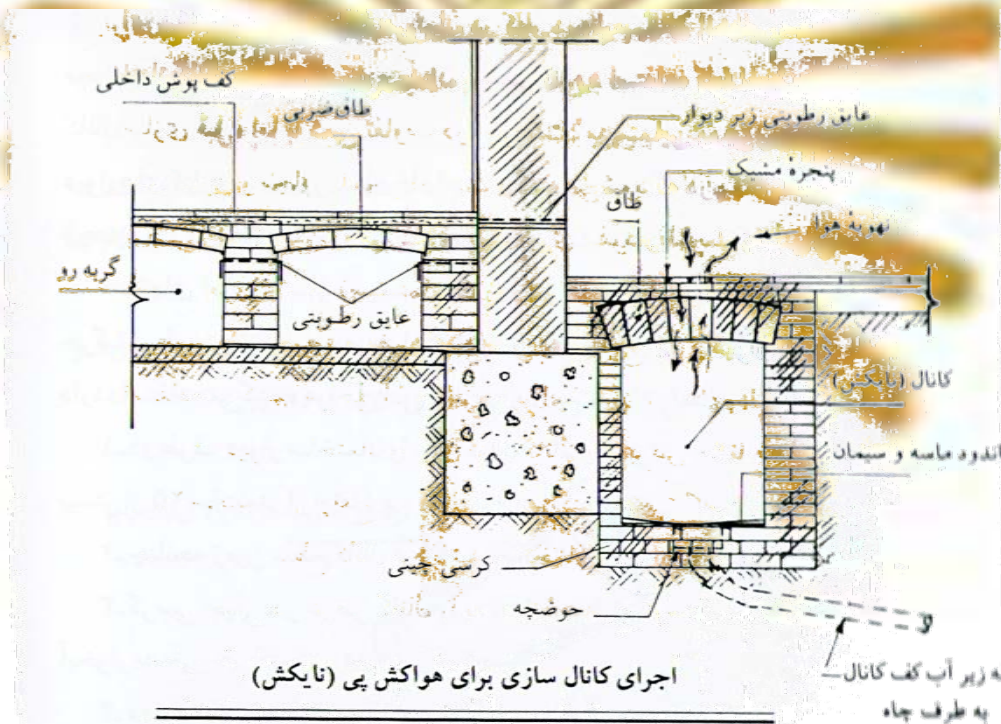 کف پوش داخلی
طاق ضربی
عایق رطوبتی زیر دیوار
پنجره مشبک
طاق
تهویه هوا
گربه رو
عایق رطوبتی
کانال (نایکش)
اندود ماسه و سیمان
کرسی چینی
حوضچه
زیر آب کف کانال
به طرف چاه
اجرای کانال سازی برای هواکش پی (نایکش)